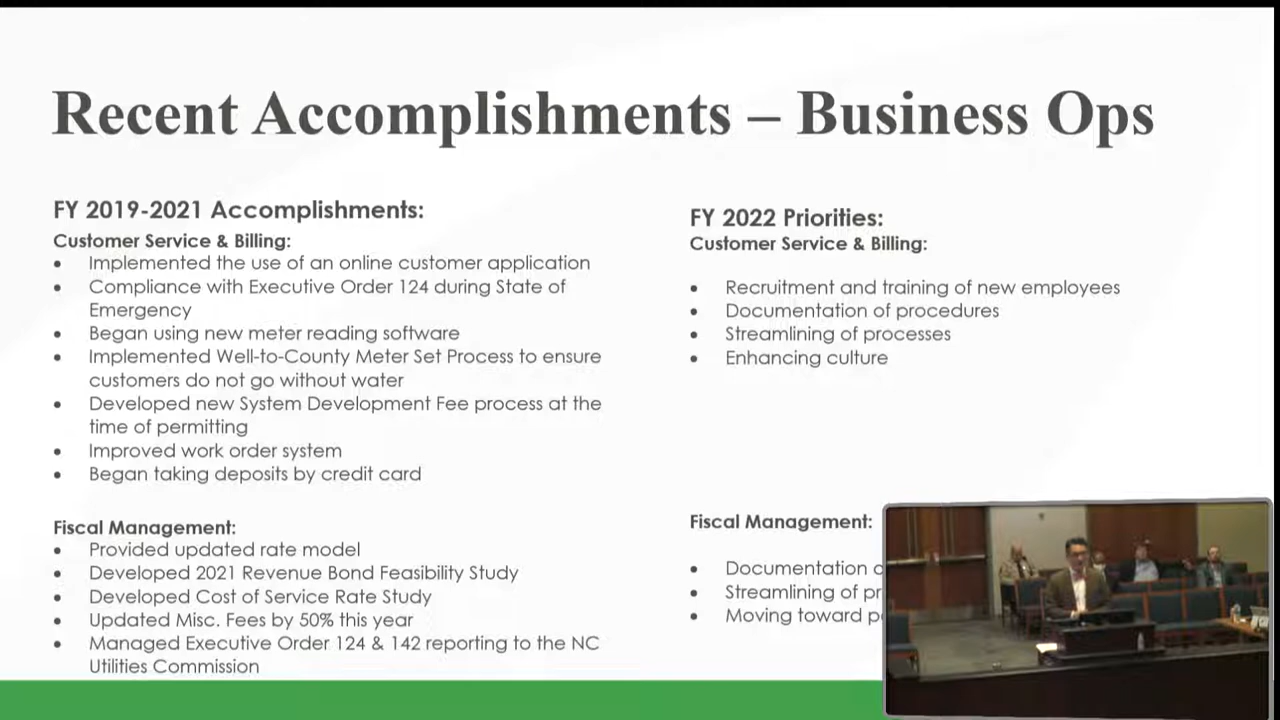 Recent Accomplishments – Business Ops
FY 2019-2021 Accomplishments:
Customer Service & Billing:
• Implemented the use of an online customer application
• Compliance with Executive Order 124 during State of
Emergency
• Began using new meter reading software
• Implemented Well-to-County Meter Set Process to ensure
customers do not go without water
• Developed new System Development Fee process at the
time of permitting
• Improved work order system
• Began taking deposits by credit card
Fiscal Management:
• Provided updated rate model
• Developed 2021 Revenue Bond Feasibility Study
• Developed Cost of Service Rate Study
• Updated Misc. Fees by 50% this year
• Managed Executive Order 124 & 142 reporting to the NC
Utilities Commission
FY 2022 Priorities:
Customer Service & Billing:
• Recruitment and training of new employees
• Documentation of procedures
• Streamlining of processes
• Enhancing culture
Fiscal Management:
• Documentation
• Streamlining of
• Moving toward